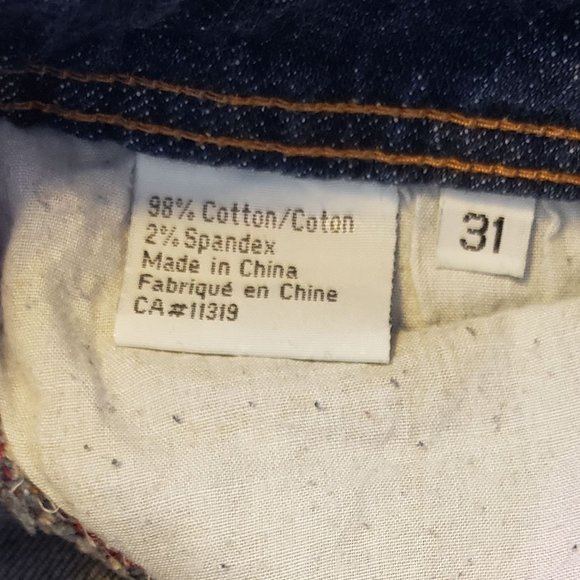 98% Cotton/Coton
2% Spandex
Made in China
Fabriqué en Chine
CA#11319
31